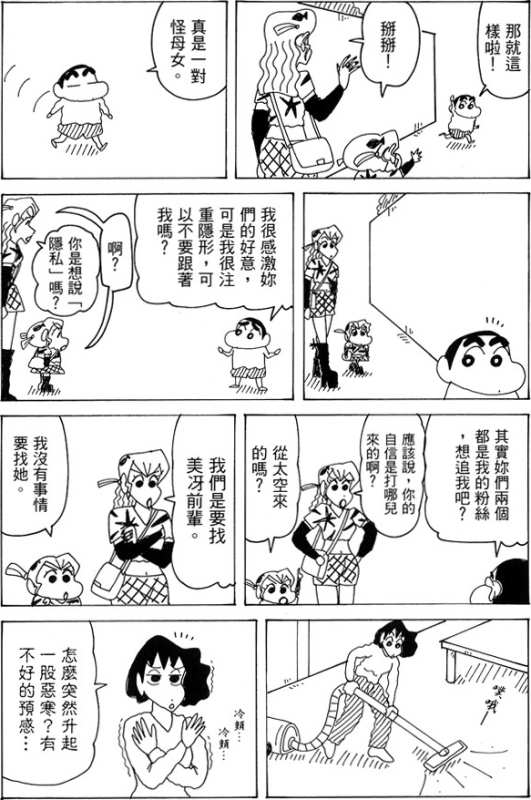 那就這
樣啦！
掰掰！
真是一對
怪母女。
我很感激妳
們的好意，
可是我很注
重隱形，可
以不要跟著
我嗎？
啊？
你是想說「
隱私」嗎？
其實妳們兩個
都是我的粉絲
，想追我吧？
應該說，你的
自信是打哪兒
來的啊？
從太空來
的嗎？
我們是要找
美冴前輩。
我沒有事情
要找她。
噗、
哦、
怎麼突然升起
一股惡寒？有
不好的預感…
冷顫…
冷顫…